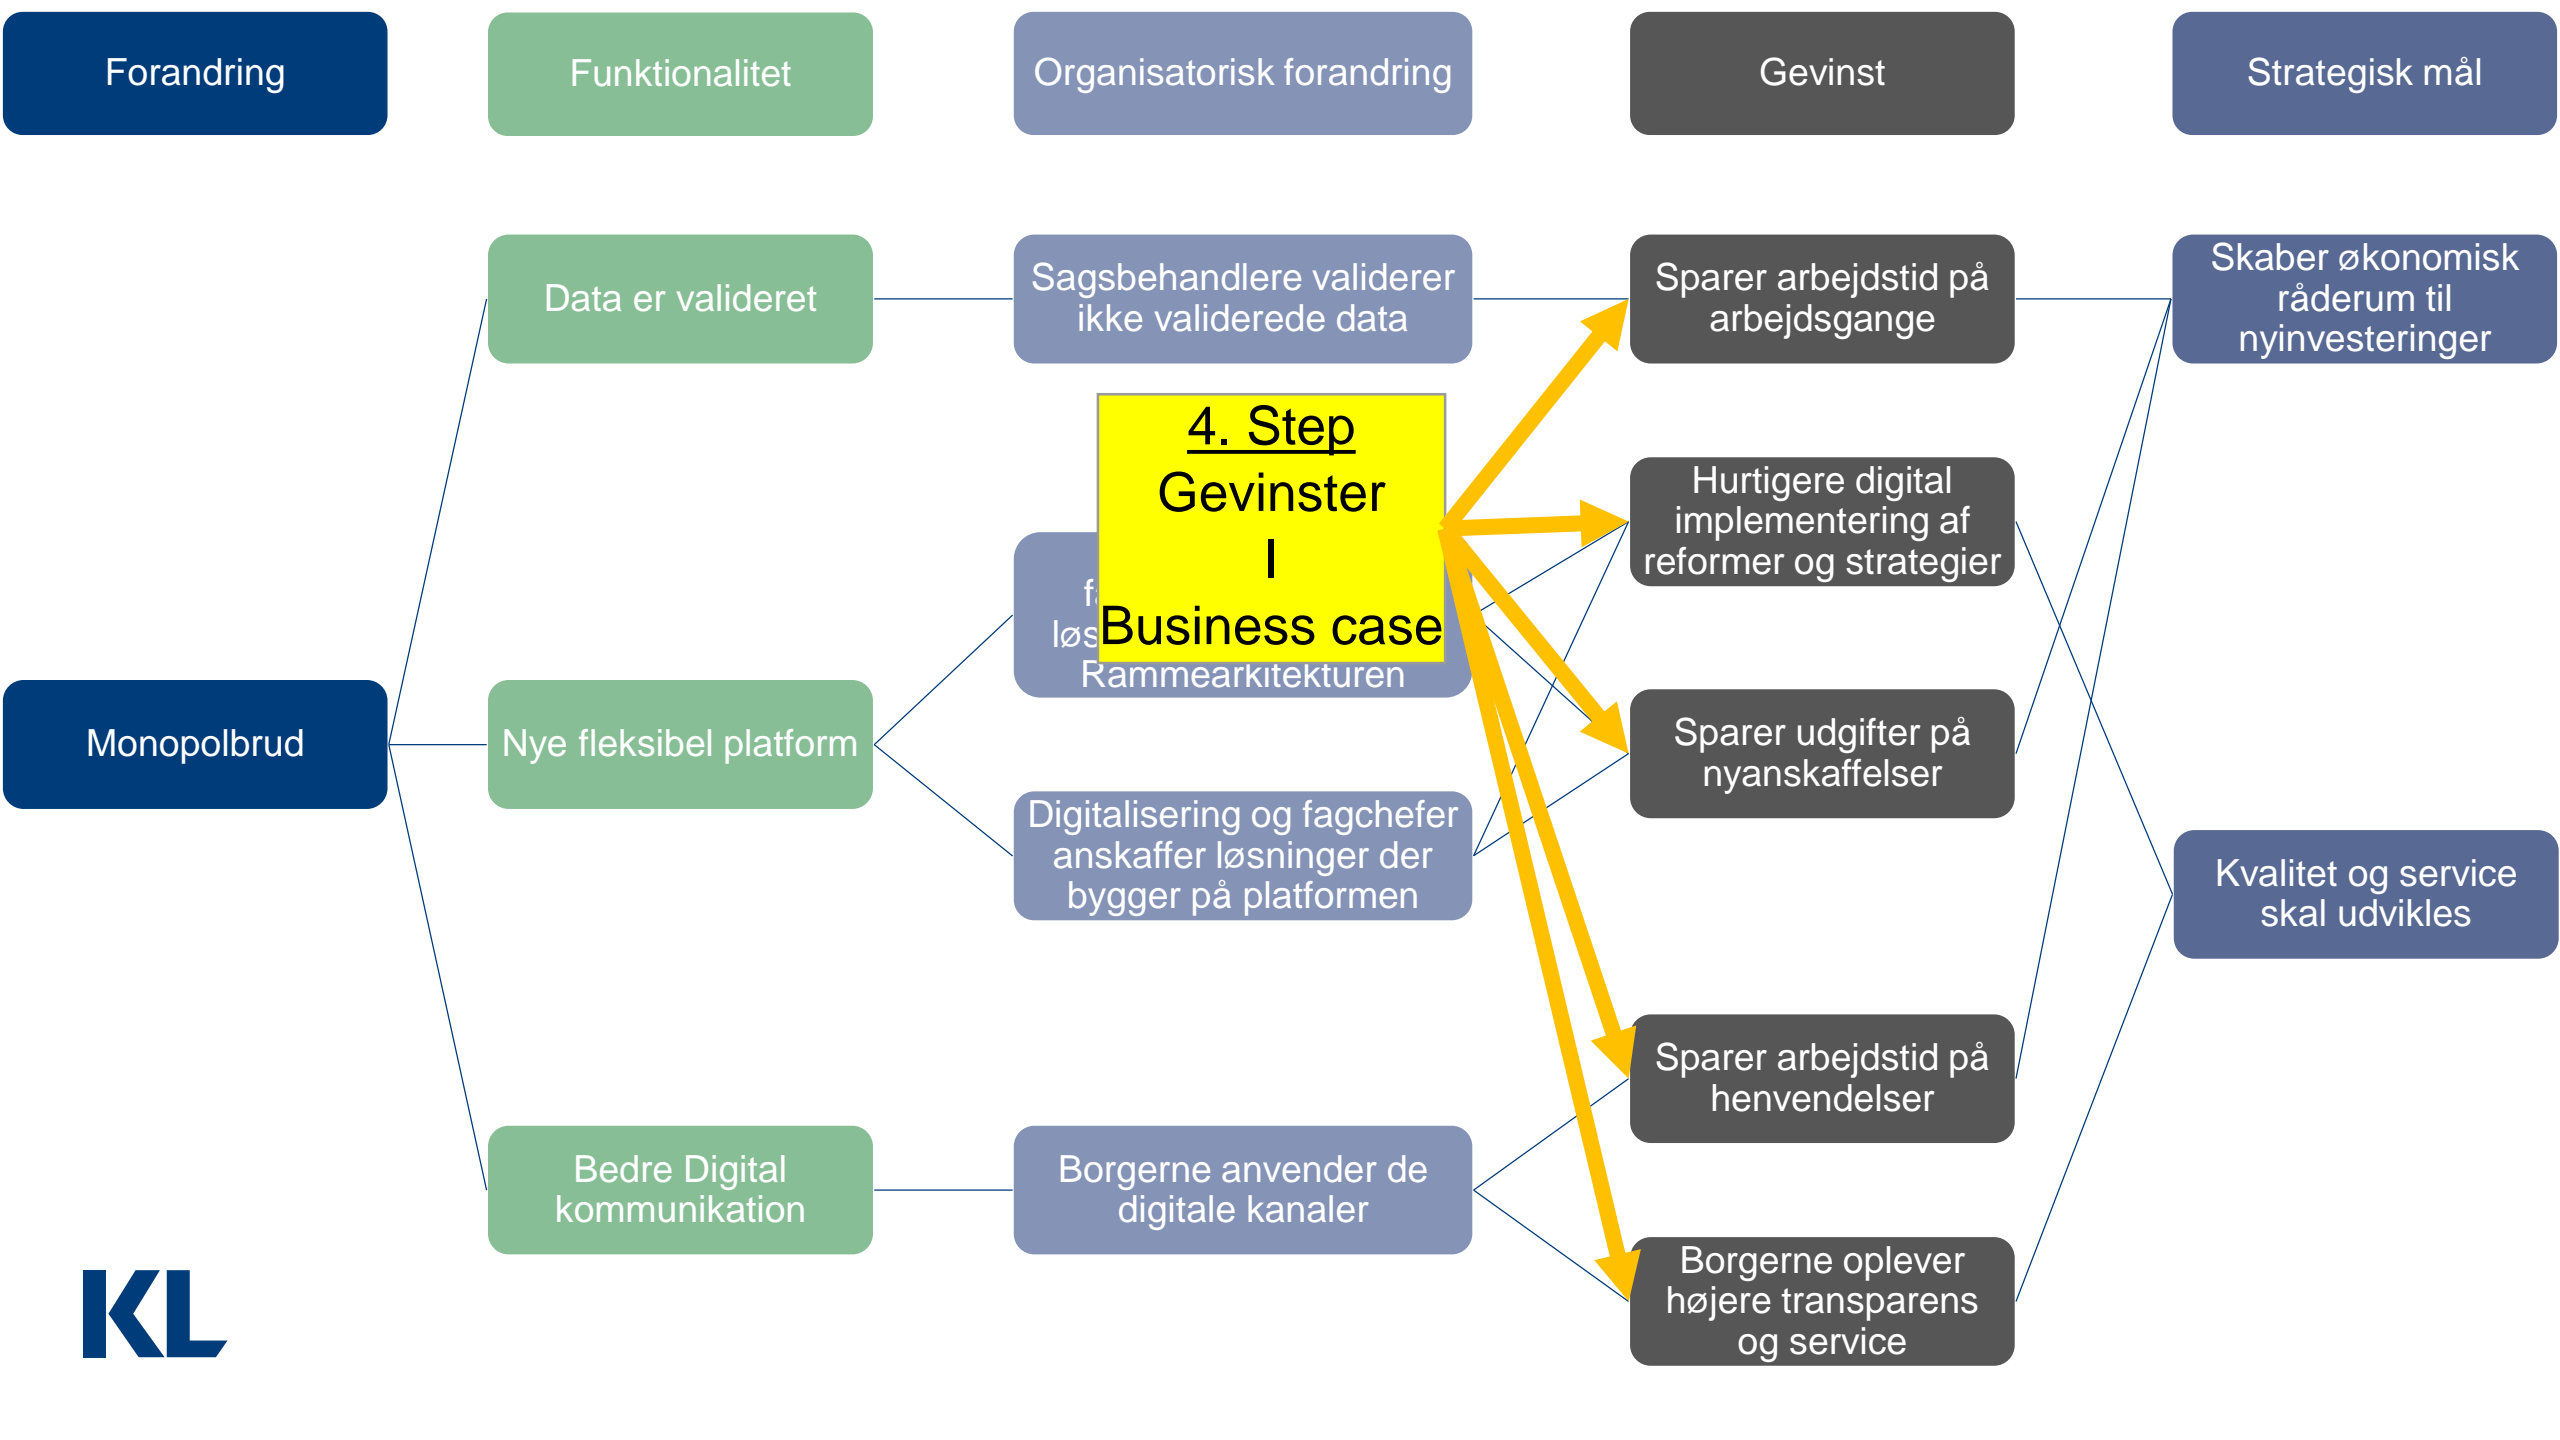 Forandring
Funktionalitet
Organisatorisk forandring
Gevinst
Strategisk mål
Data er valideret
Sagsbehandlere validerer
ikke validerede data
Sparer arbejdstid på
arbejdsgange
Skaber økonomisk
råderum til
nyinvesteringer
4. Step
Gevinster
I
Business case
Hurtigere digital
implementering af
reformer og strategier
Rammearkitekturen
Monopolbrud
Nye fleksibel platform
Sparer udgifter på
nyanskaffelser
Digitalisering og fagchefer
anskaffer løsninger der
bygger på platformen
Kvalitet og service
skal udvikles
Sparer arbejdstid på
henvendelser
Bedre Digital
kommunikation
Borgerne anvender de
digitale kanaler
Borgerne oplever
højere transparens
og service
KL